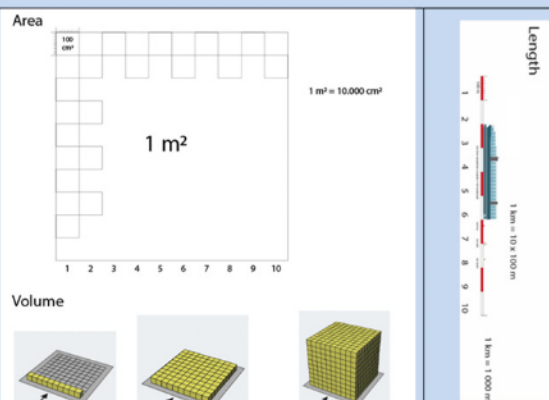 Area
100
cm²
1 m² = 10.000 cm²
1 m²
1 2 3 4 5 6 7 8 9 10
Volume
Length
1 2 3 4 5 6 7 8 9 10
1 km = 10 x 100 m
1 km = 1 000 m